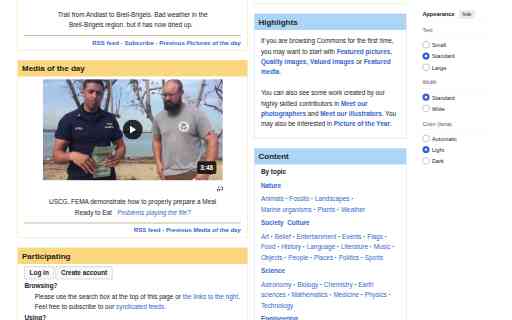 Trail from Andiast to Breil-Brigels. Bad weather in the
Breil-Brigels region: but it has now dried up.
RSS feed - Subscribe - Previous Pictures of the day
Media of the day
3:48
USCG, FEMA demonstrate how to properly prepare a Meal
Ready to Eat Problems playing the file?
RSS feed - Previous Media of the day
Participating
Log in Create account
Browsing?
Please use the search box at the top of this page or the links to the right.
Feel free to subscribe to our syndicated feeds.
Using?
Highlights
If you are browsing Commons for the first time,
you may want to start with Featured pictures,
Quality images, Valued images or Featured
media.
You can also see some work created by our
highly skilled contributors in Meet our
photographers and Meet our illustrators. You
may also be interested in Picture of the Year.
Content
By topic
Nature
Animals · Fossils · Landscapes ·
Marine organisms · Plants · Weather
Society Culture
Art · Belief · Entertainment · Events · Flags ·
Food · History · Language · Literature · Music ·
Objects · People · Places · Politics · Sports
Science
Astronomy · Biology · Chemistry · Earth
sciences · Mathematics · Medicine · Physics ·
Technology
Engineering
Appearance hide
Text
Small
Standard
Large
Width
Standard
Wide
Color (beta)
Automatic
Light
Dark